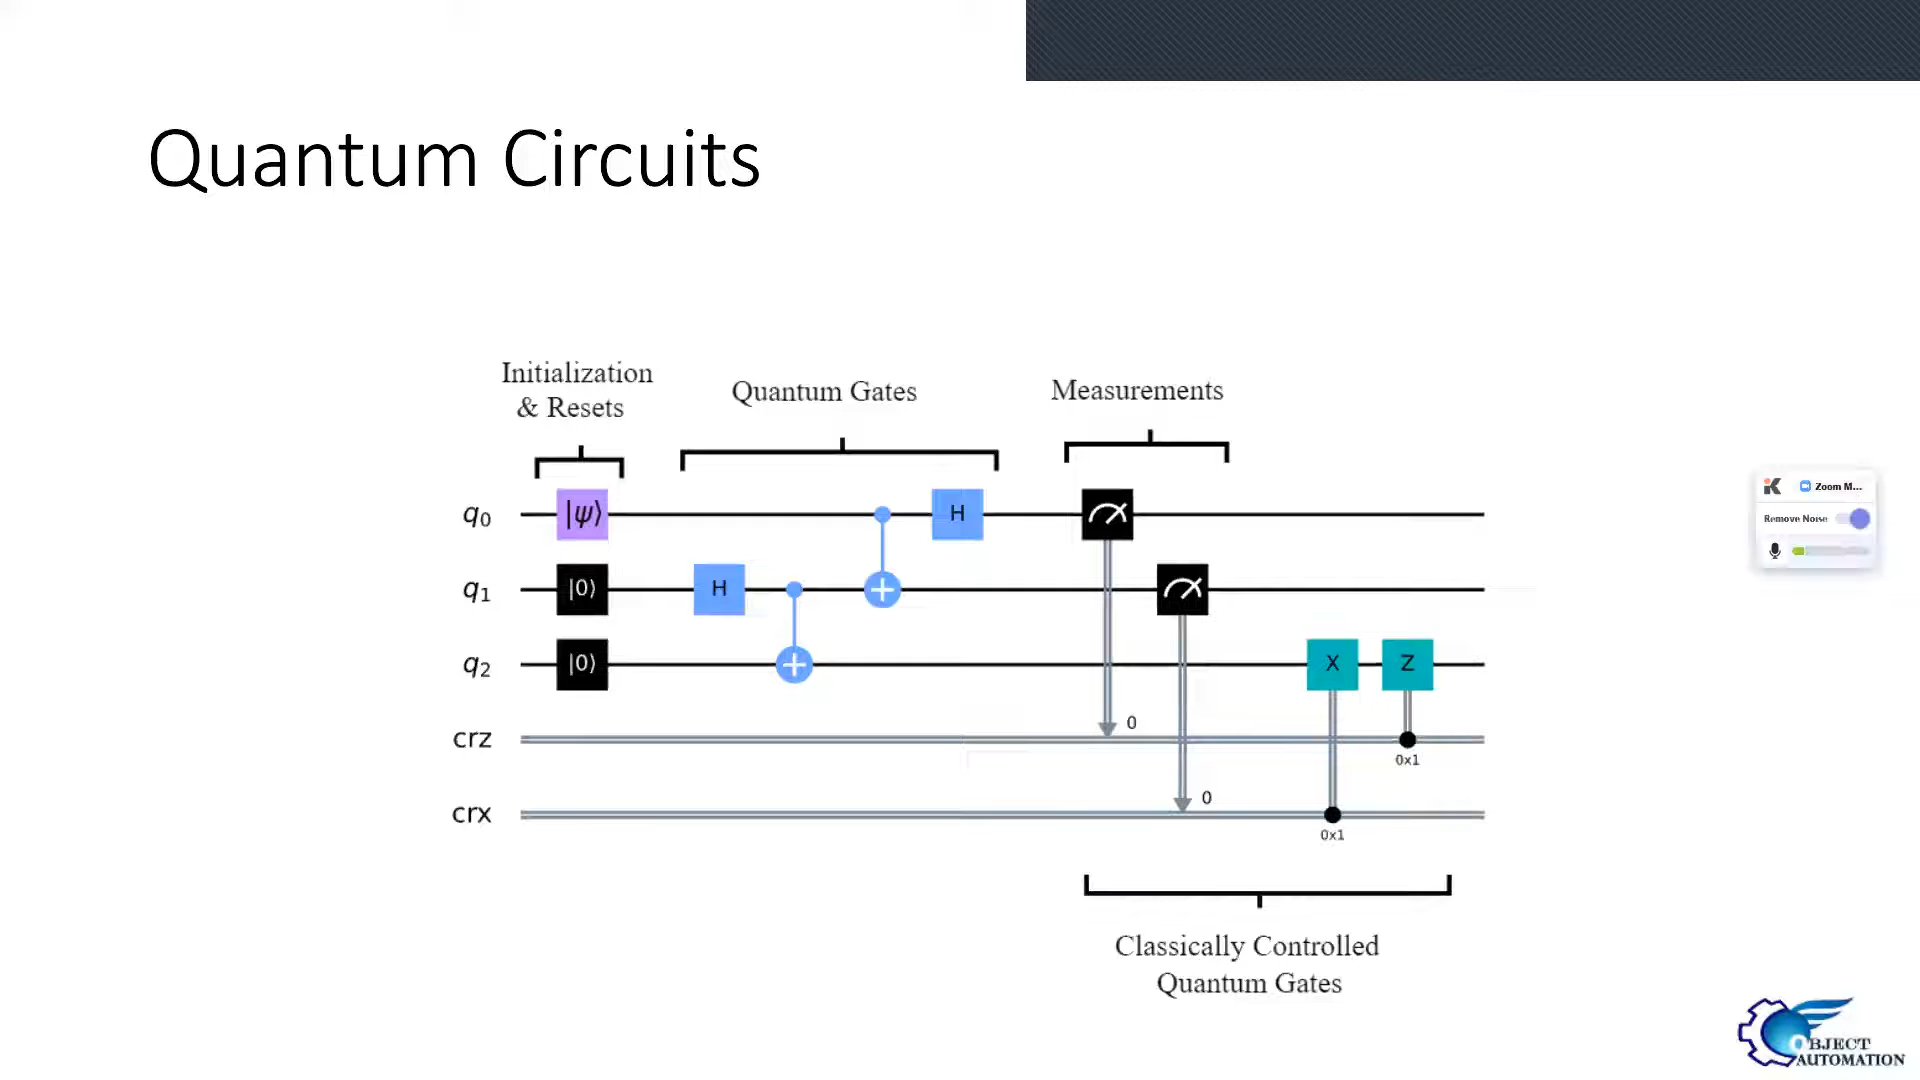 Quantum Circuits
Initialization
& Resets
Quantum Gates
Measurements
Zoom M...
Remove Noise
q0
|ψ⟩
H
q1
|0⟩
H
q2
|0⟩
X
Z
0
crz
0x1
0
crx
0x1
Classically Controlled
Quantum Gates
OBJECT
AUTOMATION